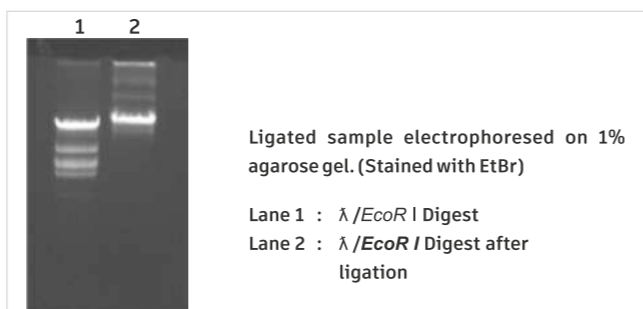 1 2
Ligated sample electrophoresed on 1%
agarose gel. (Stained with EtBr)
Lane 1 : ƛ /EcoR I Digest
Lane 2 : ƛ /EcoR I Digest after
ligation